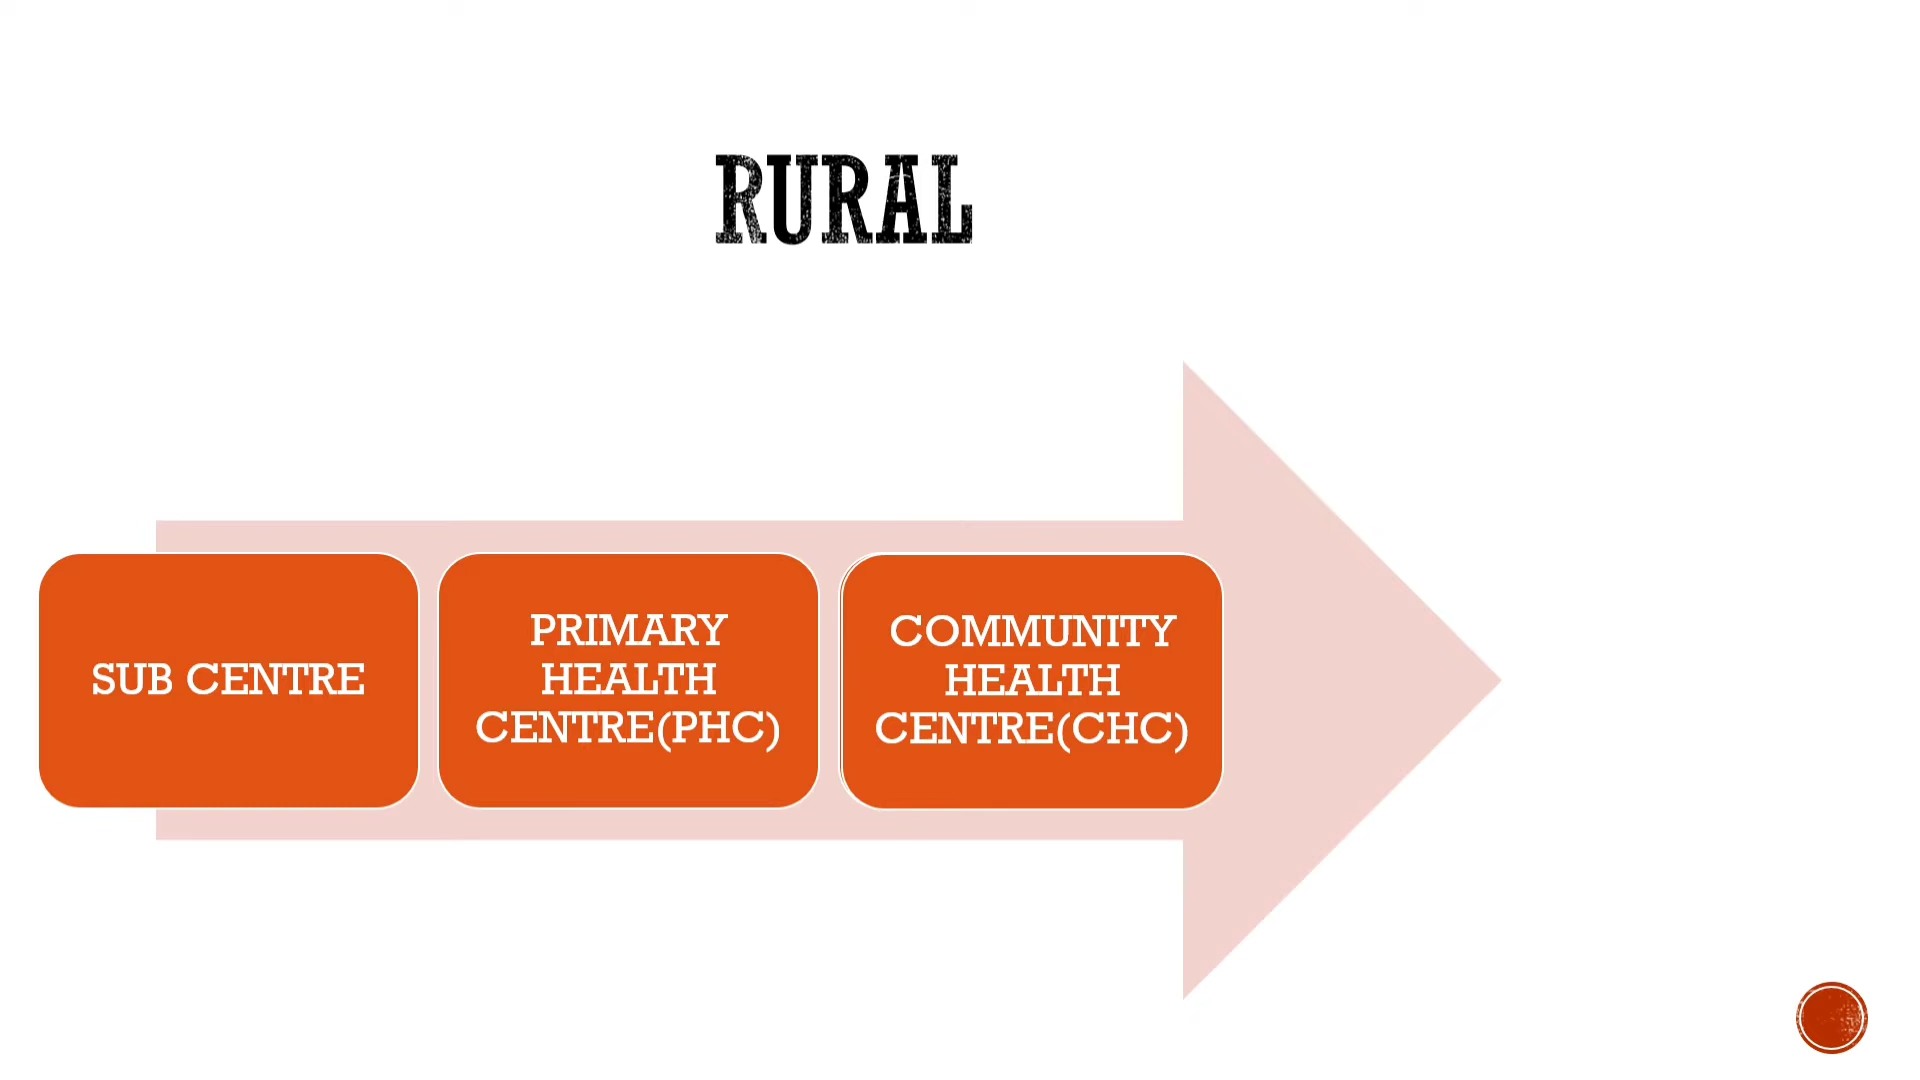 RURAL
SUB CENTRE
PRIMARY
HEALTH
CENTRE(PHC)
COMMUNITY
HEALTH
CENTRE(CHC)